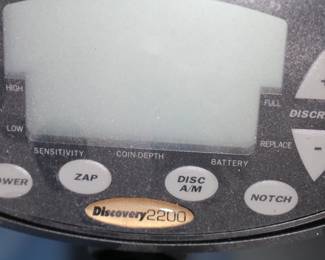 HIGH
FULL
DISCR
LOW
REPLACE
SENSITIVITY
COIN-DEPTH
BATTERY
OWER
ZAP
DISC
A/M
NOTCH
Discovery 2200